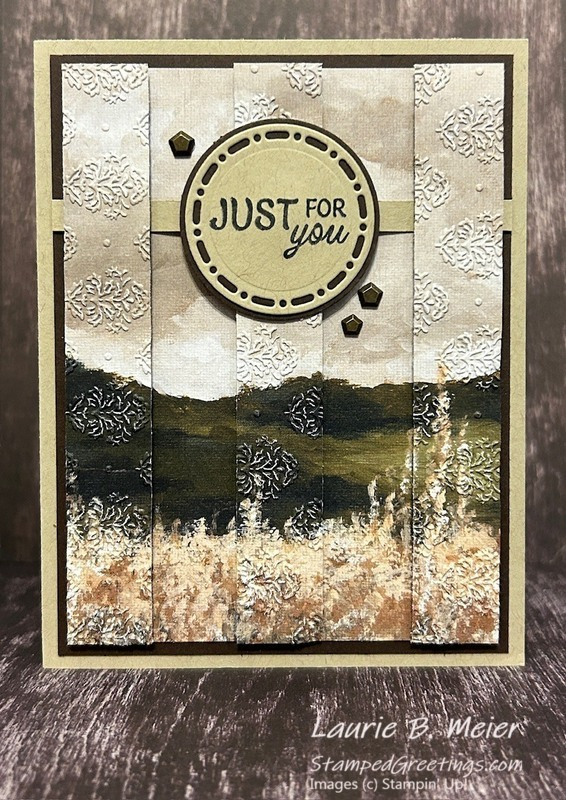 JUST FOR
you
Laurie B. Meier
StampedGreetings.com
Images (c) Stampin' Up!